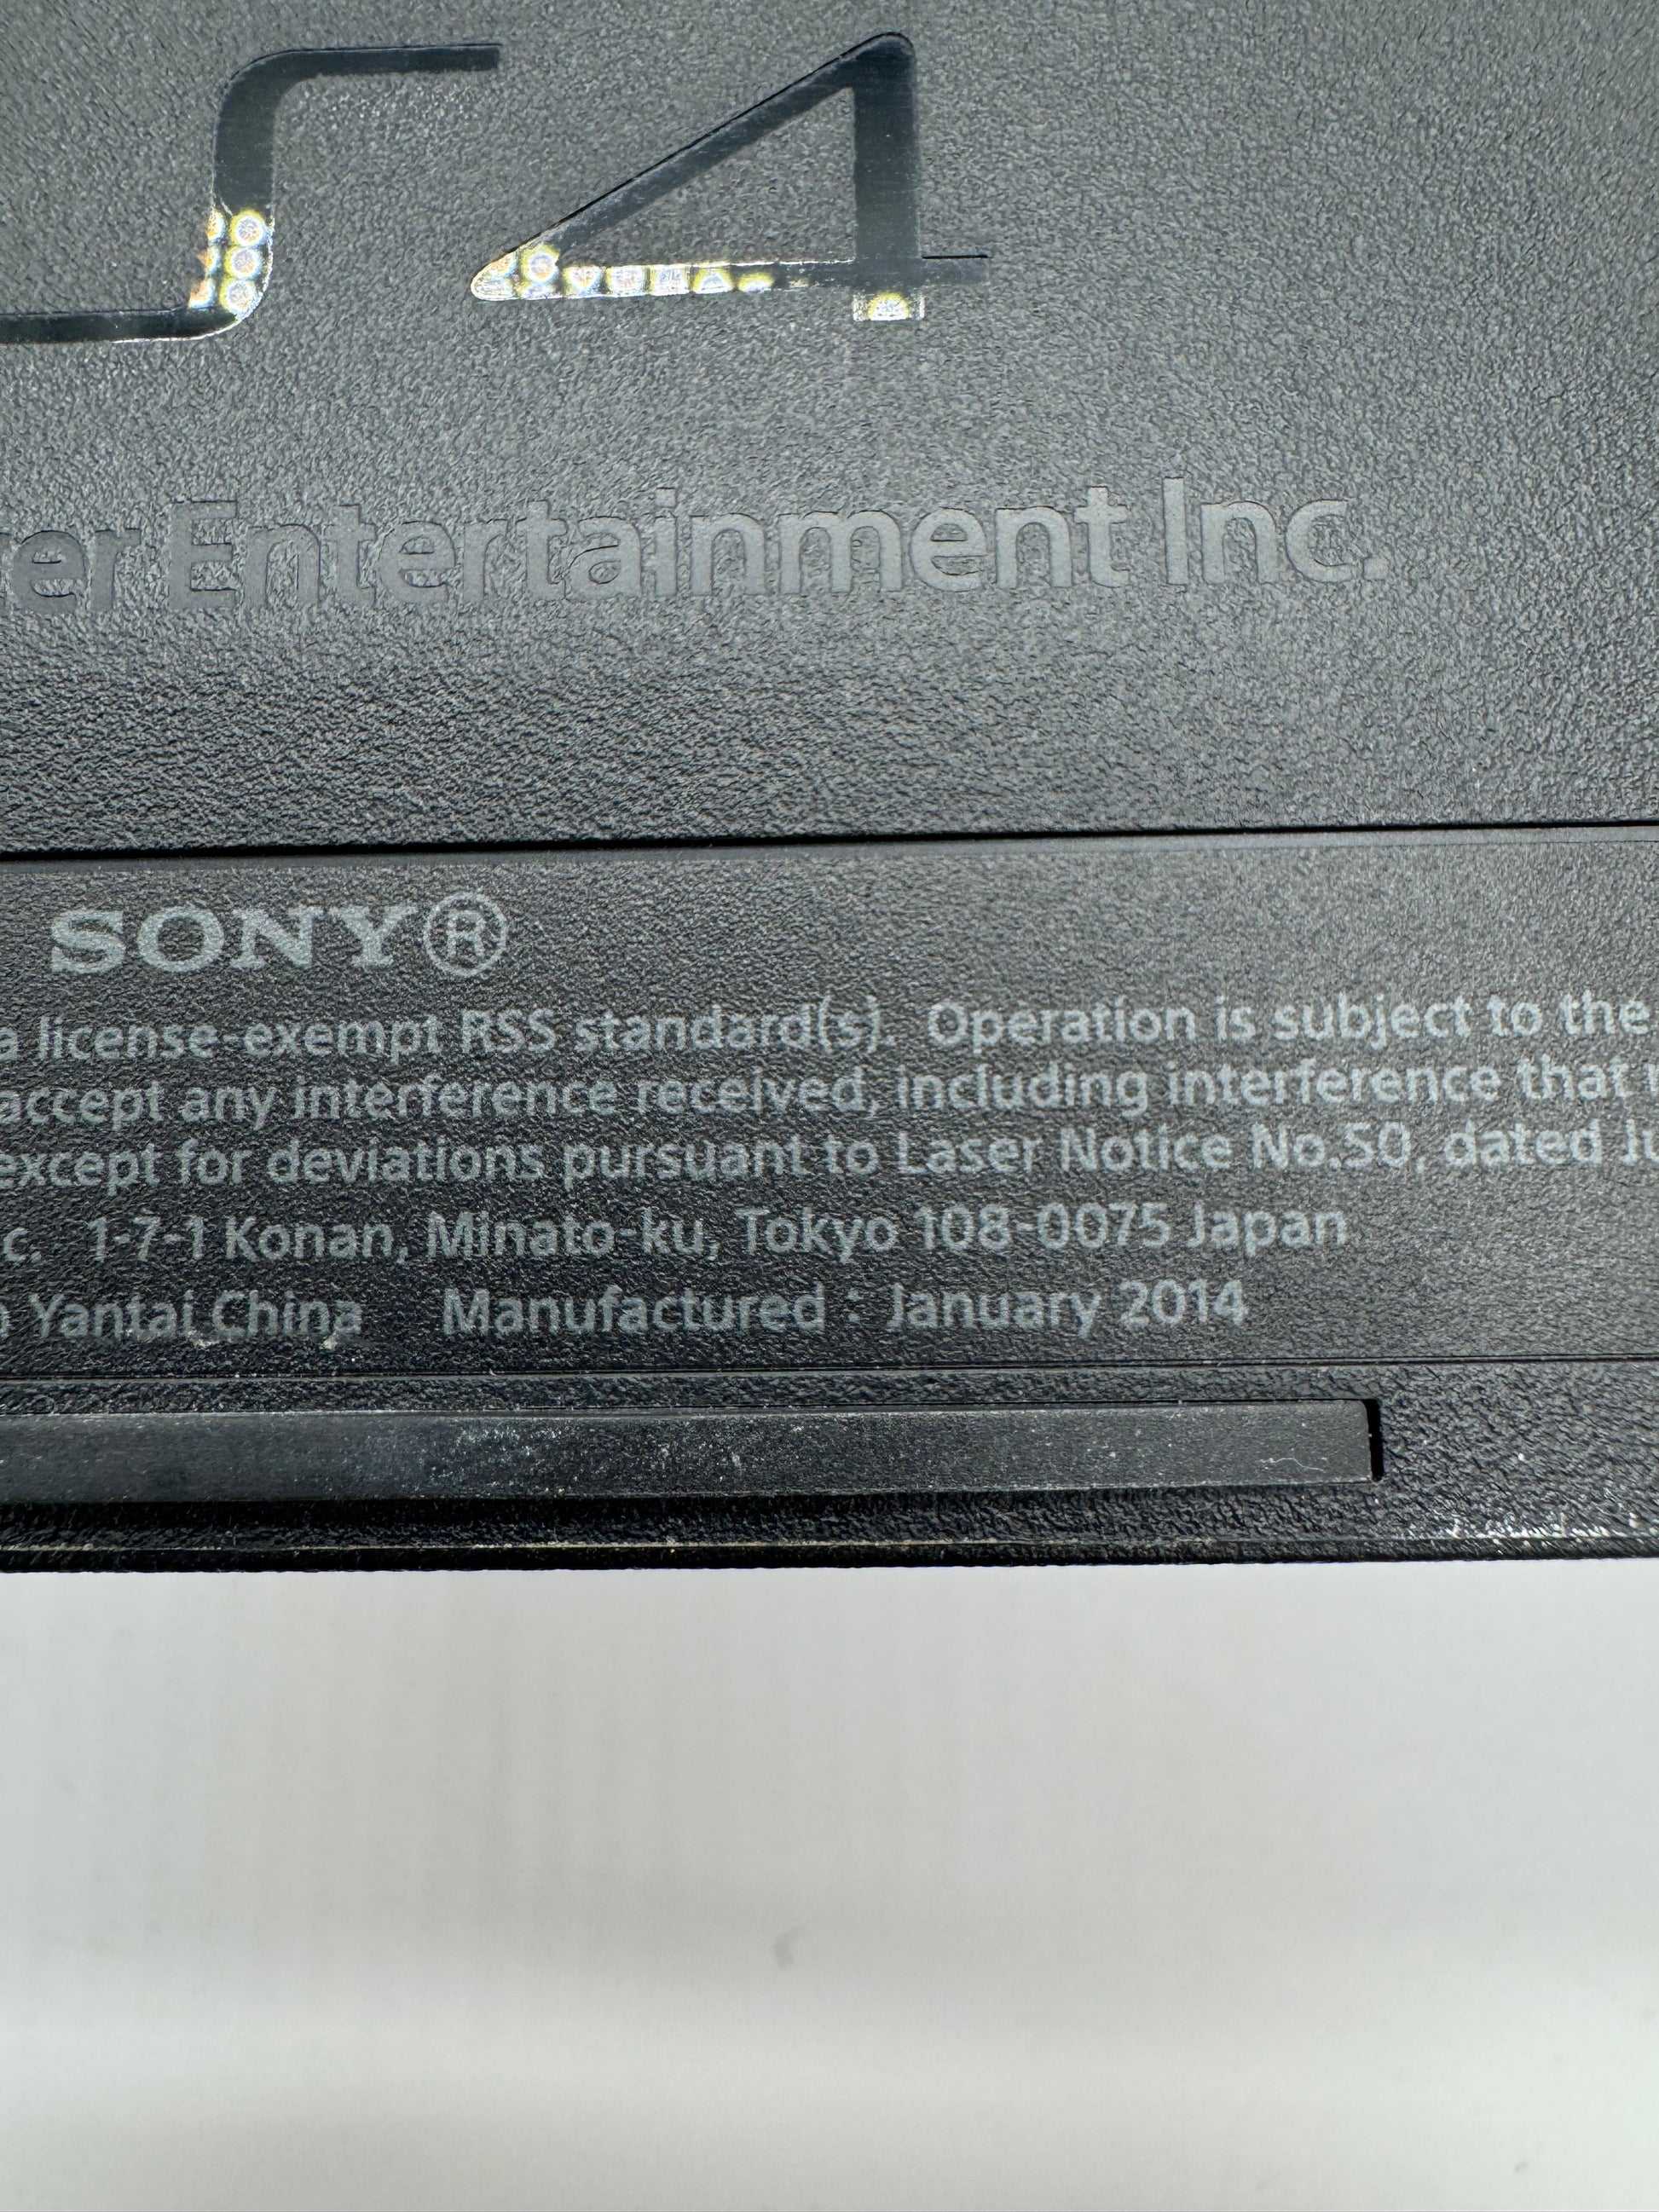 S4
er Entertainment Inc.
SONY®
a license-exempt RSS standard(s). Operation is subject to the
accept any interference received, including interference that
except for deviations pursuant to Laser Notice No.50, dated Ju
c. 1-7-1 Konan, Minato-ku, Tokyo 108-0075 Japan
Yantai China Manufactured : January 2014